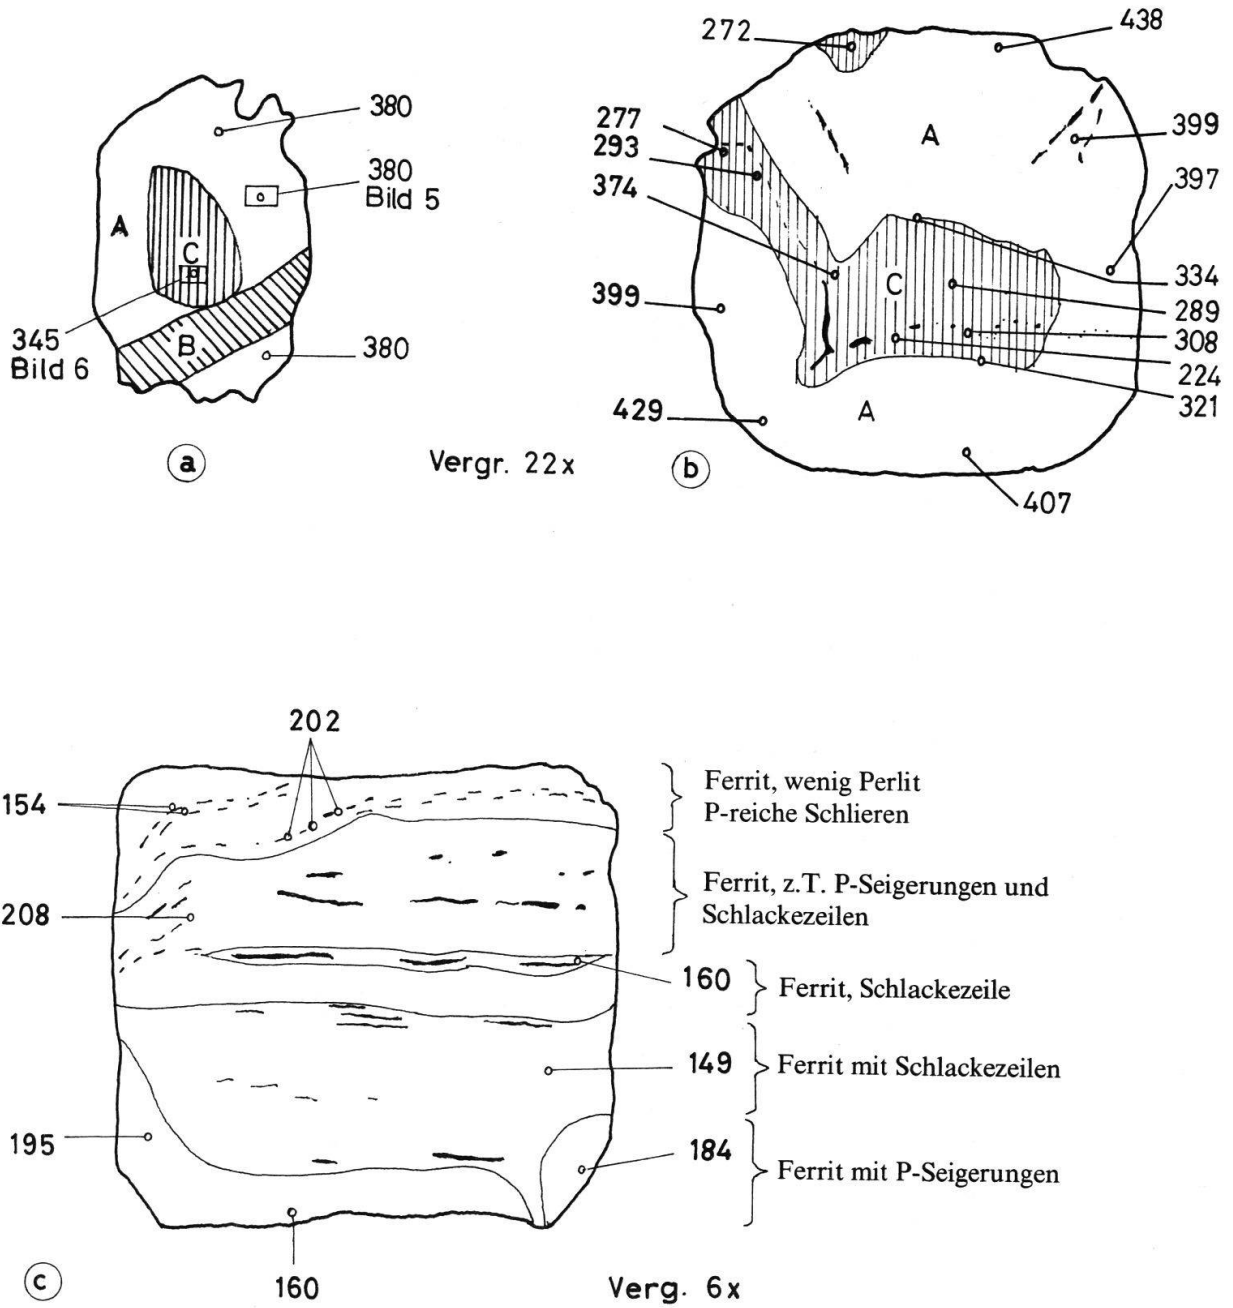 380
380
Bild 5
A
C
B
345
Bild 6
380
a
Vergr. 22x
272
438
277
293
374
399
397
A
C
399
334
289
308
224
321
429
A
407
b
202
154
208
195
160
149
184
160
Ferrit, wenig Perlit
P-reiche Schlieren
Ferrit, z.T. P-Seigerungen und
Schlackezeilen
Ferrit, Schlackezeile
Ferrit mit Schlackezeilen
Ferrit mit P-Seigerungen
c
Verg. 6x